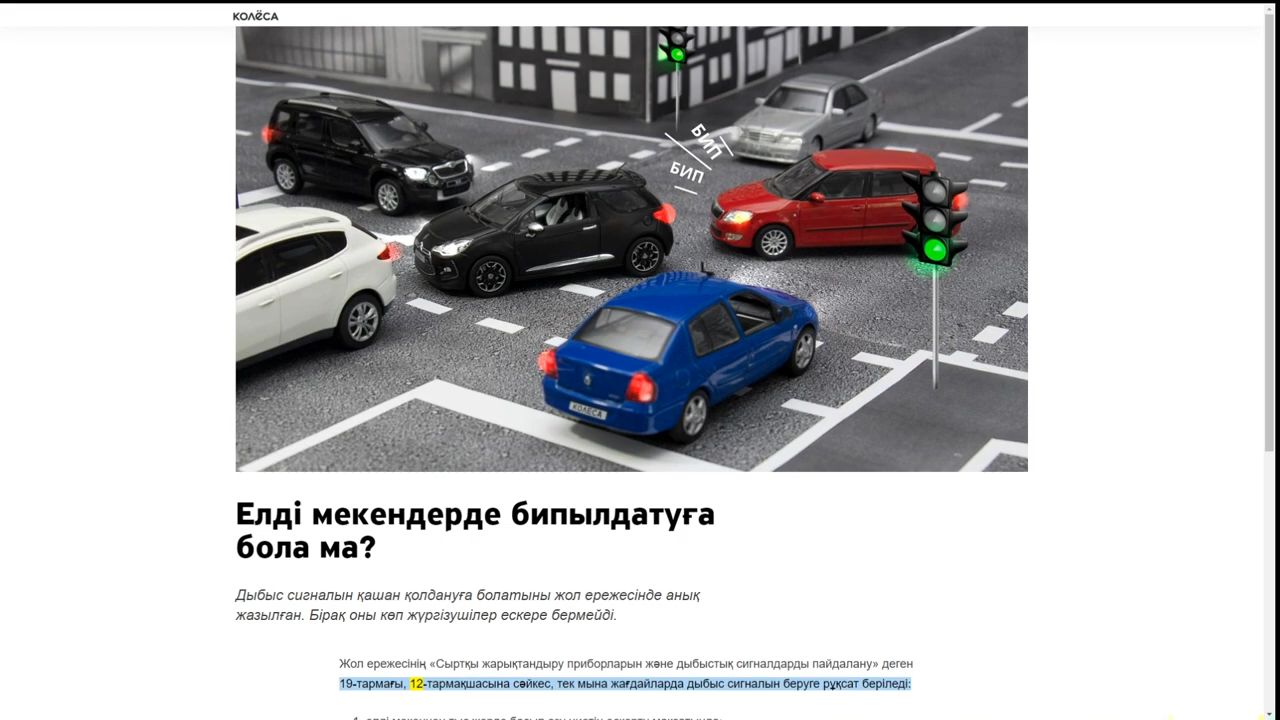 КОЛЁСА
БИП
БИП
КОЛЁСА
Елді мекендерде бипылдатуға
бола ма?
Дыбыс сигналын қашан қолдануға болатыны жол ережесінде анық
жазылған. Бірақ оны көп жүргізушілер ескере бермейді.
Жол ережесінің «Сыртқы жарықтандыру приборларын және дыбыстық сигналдарды пайдалану» деген
19-тармағы, 12-тармақшасына сәйкес, тек мына жағдайларда дыбыс сигналын беруге рұқсат беріледі: